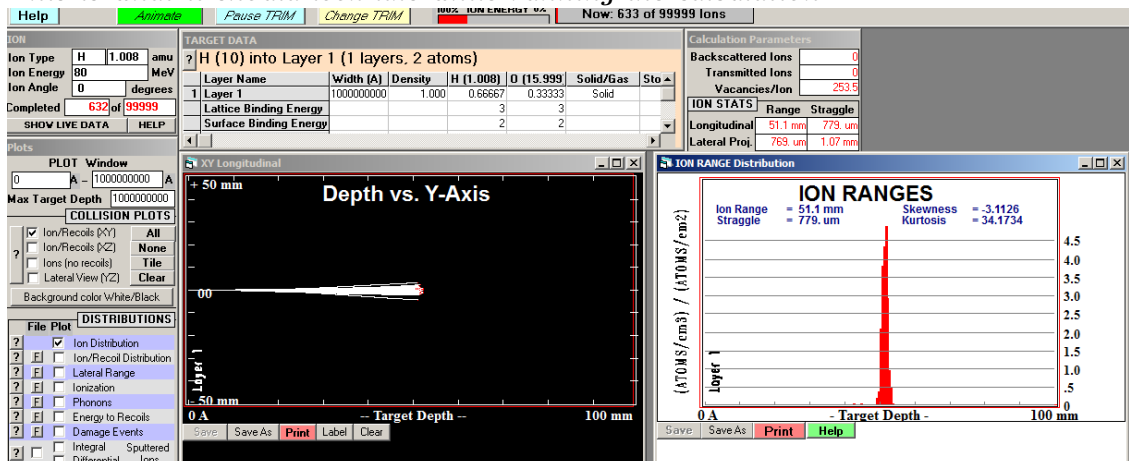 Help Animate Pause TRIM Change TRIM 100% ION ENERGY 0% Now: 633 of 99999 Ions
ION
Ion Type H 1.008 amu
Ion Energy 80 MeV
Ion Angle 0 degrees
Completed 632 of 99999
SHOW LIVE DATA HELP
TARGET DATA
? H (10) into Layer 1 (1 layers, 2 atoms)
Layer Name Width (A) Density H (1.008) O (15.999 Solid/Gas Sto
1 Layer 1 1000000000 1.000 0.66667 0.33333 Solid
Lattice Binding Energy 3 3
Surface Binding Energy 2 2
Calculation Parameters
Backscattered Ions 0
Transmitted Ions 0
Vacancies/Ion 253.5
ION STATS Range Straggle
Longitudinal 51.1 mm 779. um
Lateral Proj. 769. um 1.07 mm
Plots
PLOT Window
0 A - 1000000000 A
Max Target Depth 1000000000
COLLISION PLOTS
Ion/Recoils (XY) All
Ion/Recoils (XZ) None
? Ions (no recoils) Tile
Lateral View (YZ) Clear
Background color White/Black
DISTRIBUTIONS
File Plot
? Ion Distribution
? F Ion/Recoil Distribution
? F Lateral Range
? F Ionization
? F Phonons
? F Energy to Recoils
? F Damage Events
? Integral Sputtered
Differential Ions
XY Longitudinal
+ 50 mm
Depth vs. Y-Axis
00
Layer 1
- 50 mm
0 A -- Target Depth -- 100 mm
Save Save As Print Label Clear
ION RANGE Distribution
ION RANGES
Ion Range = 51.1 mm Skewness = -3.1126
Straggle = 779. um Kurtosis = 34.1734
(ATOMS/cm3) / (ATOMS/cm2)
Layer 1
4.5
4.0
3.5
3.0
2.5
2.0
1.5
1.0
.5
0
0 A - Target Depth - 100 mm
Save Save As Print Help